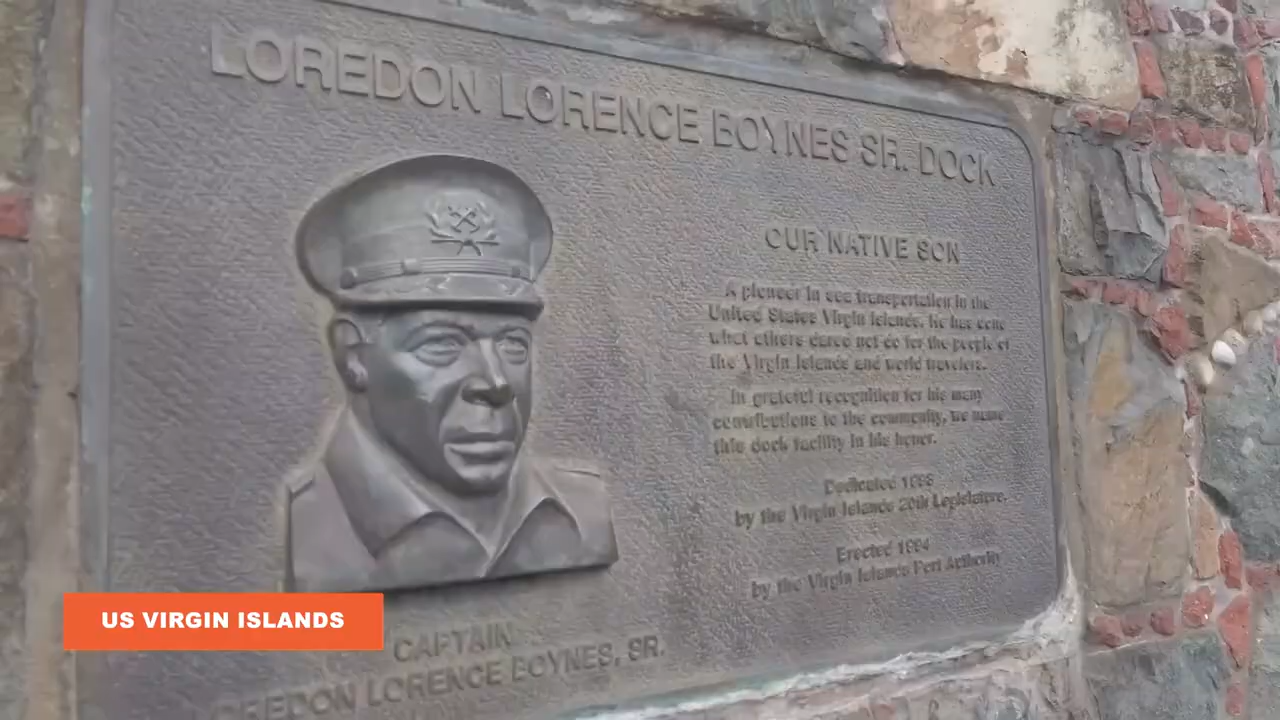 LOREDON LORENCE BOYNES SR. DOCK
OUR NATIVE SON
A pioneer in sea transportation in the
United States Virgin Islands. He has done
what others dared not do for the people of
the Virgin Islands and world travelers.
In grateful recognition for his many
contributions to the community, we name
this dock facility in his honor.
Dedicated
by the Virgin Islands 20th Legislature.
Erected 1994
by the Virgin Islands Port Authority
US VIRGIN ISLANDS
CAPTAIN
LOREDON LORENCE BOYNES, SR.